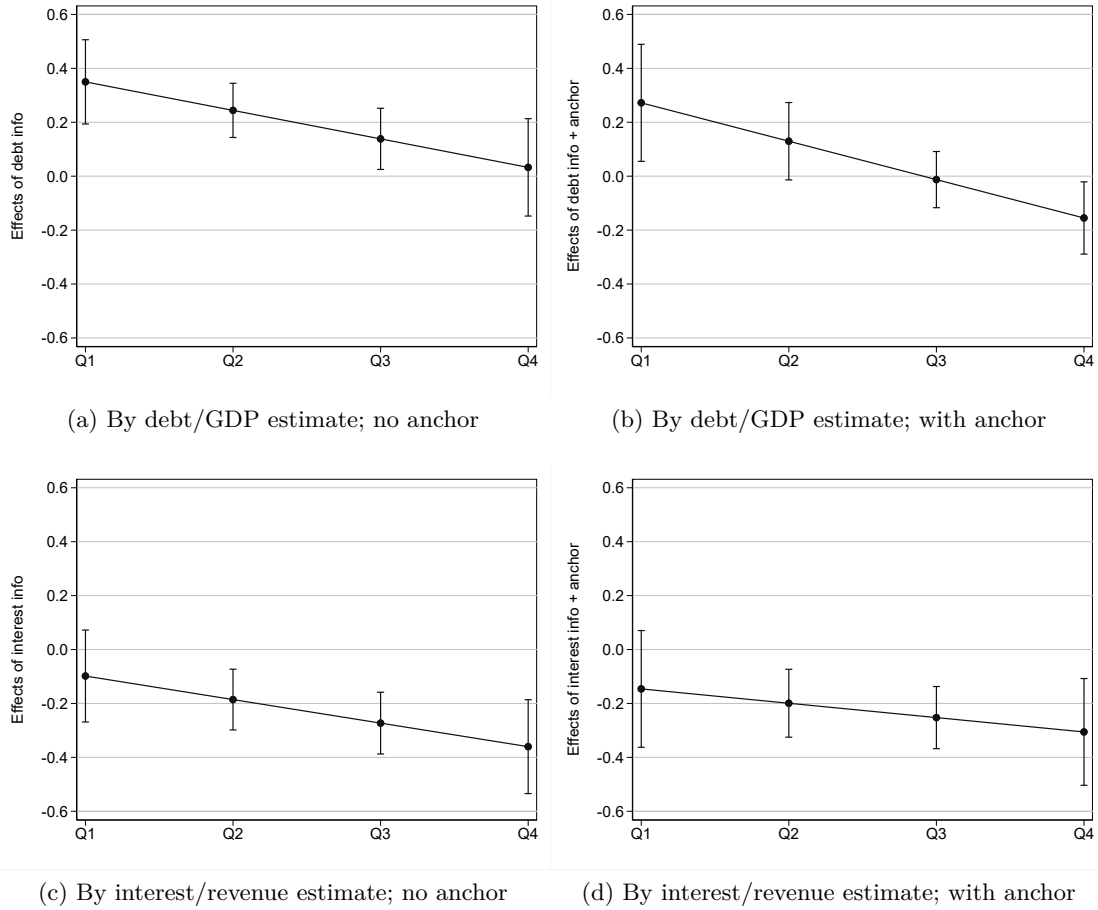 0.6
0.4
0.2
0.0
-0.2
-0.4
-0.6
Effects of debt info
Q1 Q2 Q3 Q4
(a) By debt/GDP estimate; no anchor
0.6
0.4
0.2
0.0
-0.2
-0.4
-0.6
Effects of debt info + anchor
Q1 Q2 Q3 Q4
(b) By debt/GDP estimate; with anchor
0.6
0.4
0.2
0.0
-0.2
-0.4
-0.6
Effects of interest info
Q1 Q2 Q3 Q4
(c) By interest/revenue estimate; no anchor
0.6
0.4
0.2
0.0
-0.2
-0.4
-0.6
Effects of interest info + anchor
Q1 Q2 Q3 Q4
(d) By interest/revenue estimate; with anchor